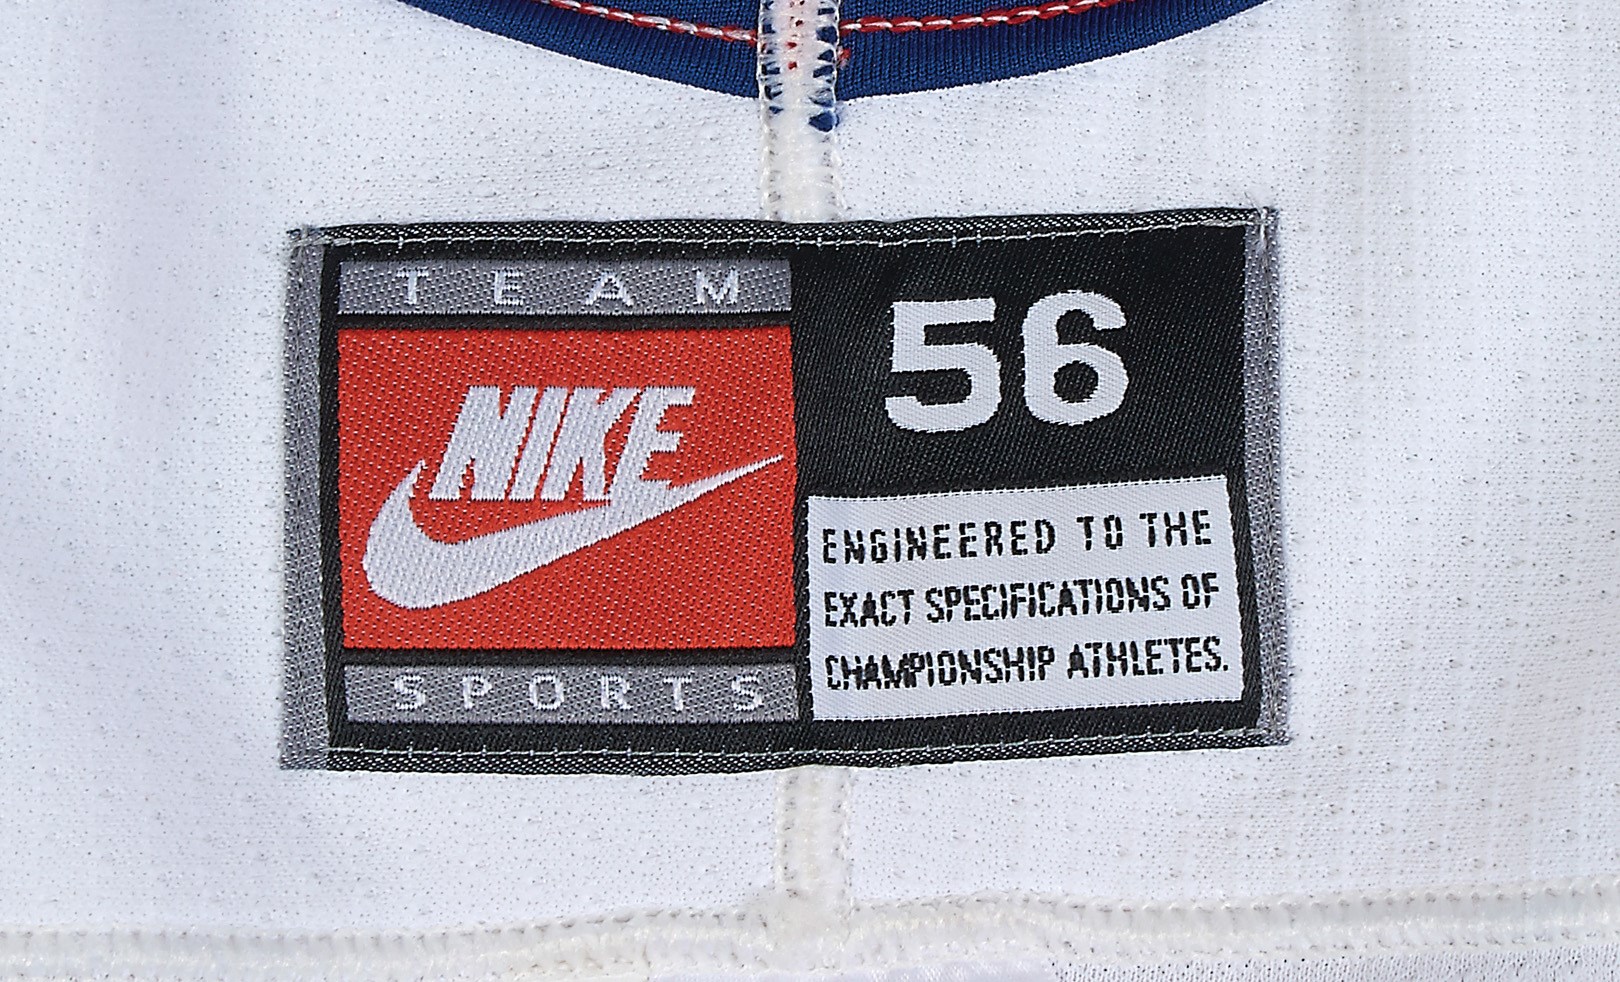 TEAM
NIKE
SPORTS
56
ENGINEERED TO THE
EXACT SPECIFICATIONS OF
CHAMPIONSHIP ATHLETES.